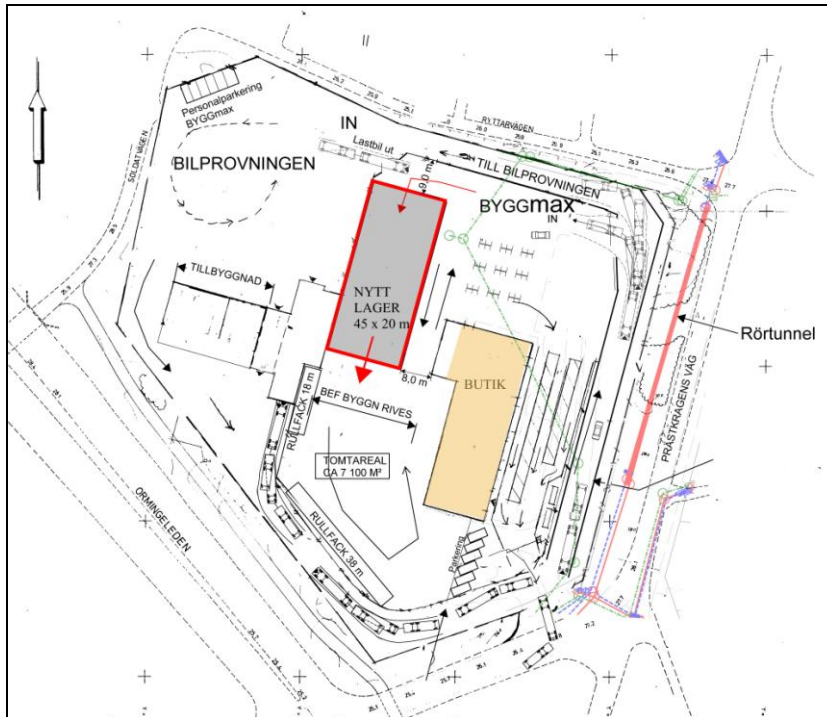 Personalparkering
BYGGmax
SOLDATVÄGEN
IN
Lastbil ut
BILPROVNINGEN
RYTTARVÄGEN
TILL BILPROVNINGEN
9,0 m
BYGGmax
IN
TILLBYGGNAD
NYTT
LAGER
45 x 20 m
8,0 m
BUTIK
Rörtunnel
PRÄSTKRAGENS VÄG
RULLFACK 18 m
BEF BYGGN RIVES
TOMTAREAL
CA 7 100 M²
RULLFACK 38 m
ORMINGELEDEN
Parkering